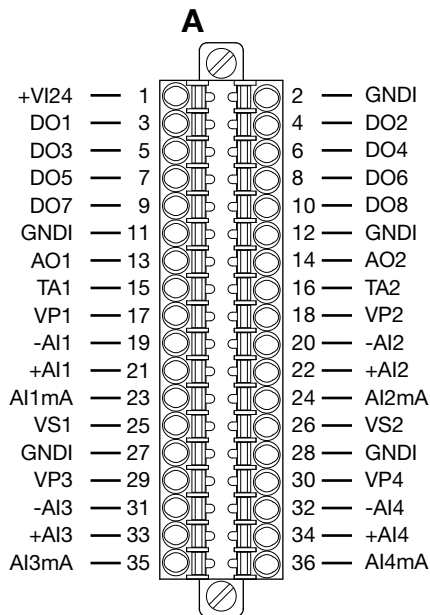 A
+VI24 1 2 GNDI
DO1 3 4 DO2
DO3 5 6 DO4
DO5 7 8 DO6
DO7 9 10 DO8
GNDI 11 12 GNDI
AO1 13 14 AO2
TA1 15 16 TA2
VP1 17 18 VP2
-AI1 19 20 -AI2
+AI1 21 22 +AI2
AI1mA 23 24 AI2mA
VS1 25 26 VS2
GNDI 27 28 GNDI
VP3 29 30 VP4
-AI3 31 32 -AI4
+AI3 33 34 +AI4
AI3mA 35 36 AI4mA